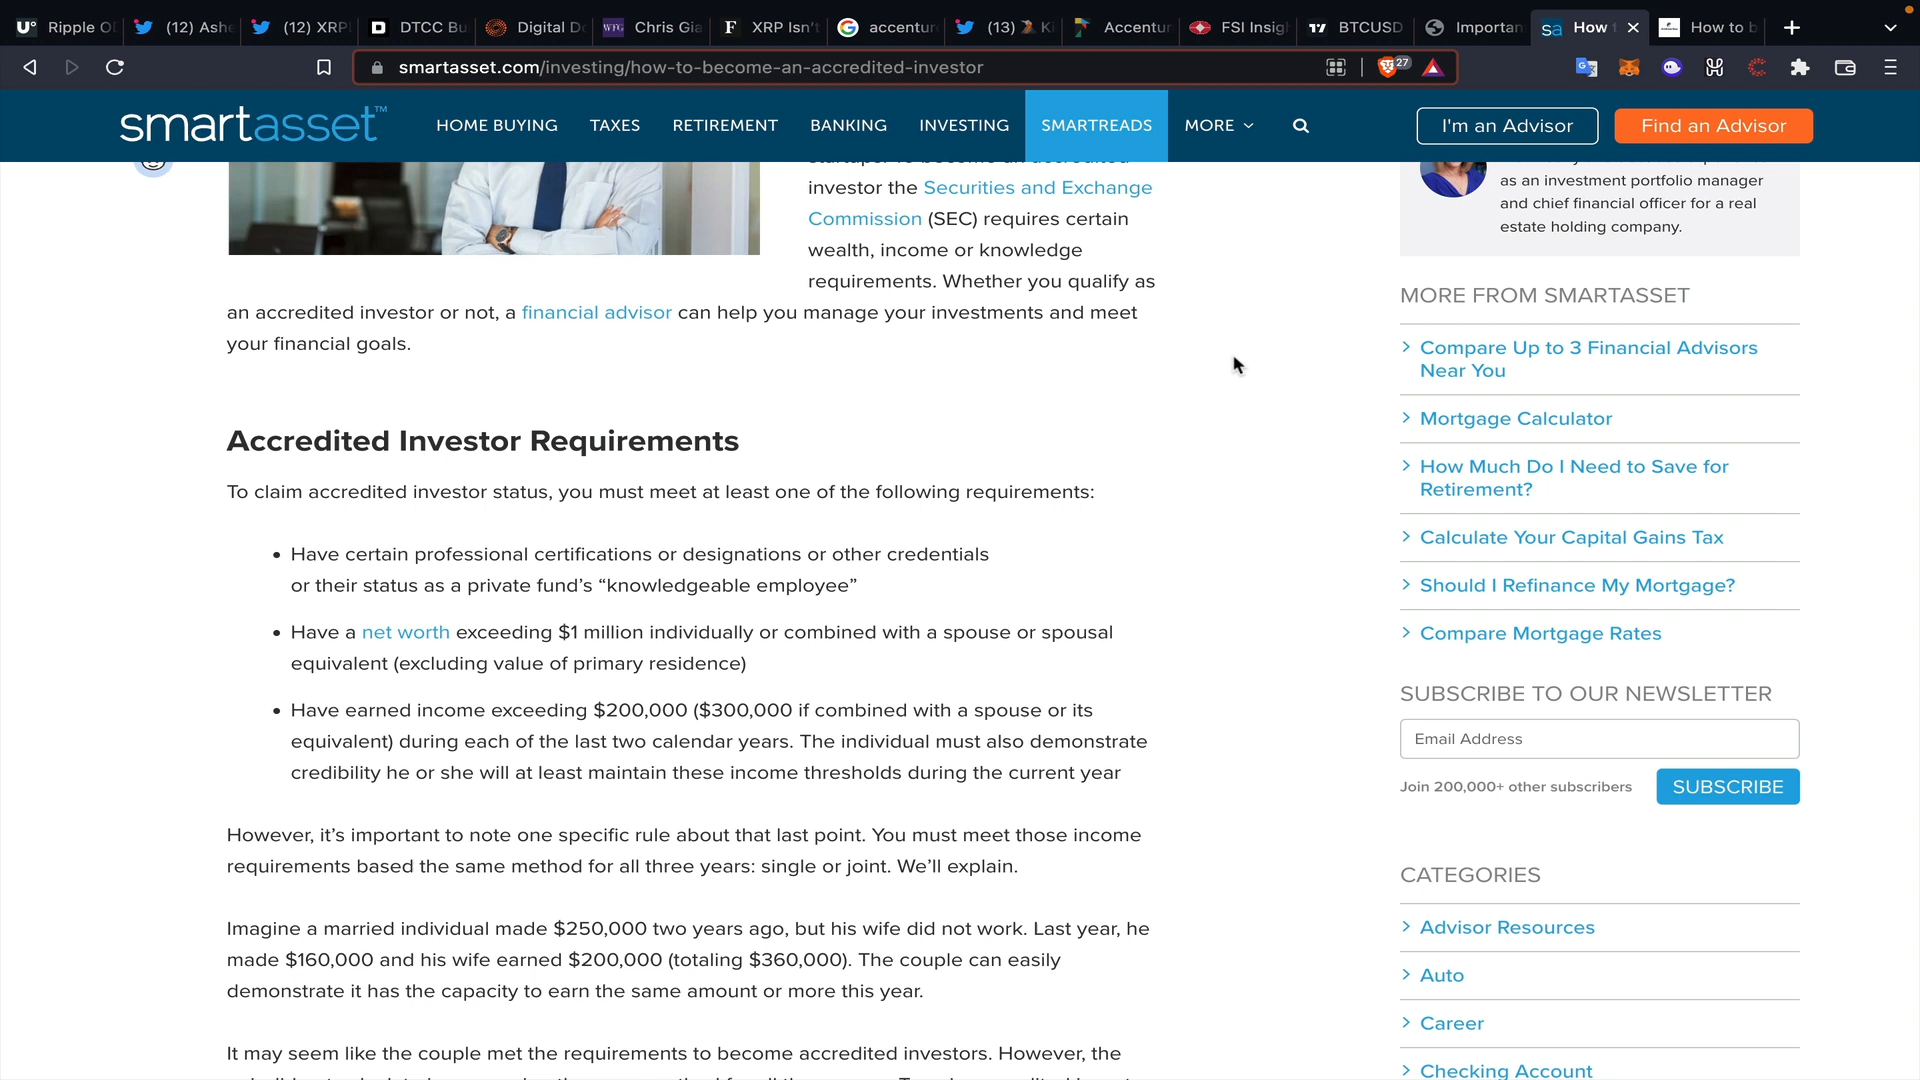 Ripple O
(12) Ashe
(12) XRP
DTCC Bu
Digital Do
Chris Gia
XRP Isn't
accenture
(13)
Accentur
FSI Insig
BTCUSD
Importan
How
How to b
smartasset.com/investing/how-to-become-an-accredited-investor
27
smartasset™
HOME BUYING
TAXES
RETIREMENT
BANKING
INVESTING
SMARTREADS
MORE
I'm an Advisor
Find an Advisor
investor the Securities and Exchange
Commission (SEC) requires certain
wealth, income or knowledge
requirements. Whether you qualify as
an accredited investor or not, a financial advisor can help you manage your investments and meet
your financial goals.
Accredited Investor Requirements
To claim accredited investor status, you must meet at least one of the following requirements:
• Have certain professional certifications or designations or other credentials
or their status as a private fund's “knowledgeable employee”
• Have a net worth exceeding $1 million individually or combined with a spouse or spousal
equivalent (excluding value of primary residence)
• Have earned income exceeding $200,000 ($300,000 if combined with a spouse or its
equivalent) during each of the last two calendar years. The individual must also demonstrate
credibility he or she will at least maintain these income thresholds during the current year
However, it's important to note one specific rule about that last point. You must meet those income
requirements based the same method for all three years: single or joint. We'll explain.
Imagine a married individual made $250,000 two years ago, but his wife did not work. Last year, he
made $160,000 and his wife earned $200,000 (totaling $360,000). The couple can easily
demonstrate it has the capacity to earn the same amount or more this year.
It may seem like the couple met the requirements to become accredited investors. However, the
as an investment portfolio manager
and chief financial officer for a real
estate holding company.
MORE FROM SMARTASSET
Compare Up to 3 Financial Advisors
Near You
Mortgage Calculator
How Much Do I Need to Save for
Retirement?
Calculate Your Capital Gains Tax
Should I Refinance My Mortgage?
Compare Mortgage Rates
SUBSCRIBE TO OUR NEWSLETTER
Email Address
Join 200,000+ other subscribers
SUBSCRIBE
CATEGORIES
Advisor Resources
Auto
Career
Checking Account